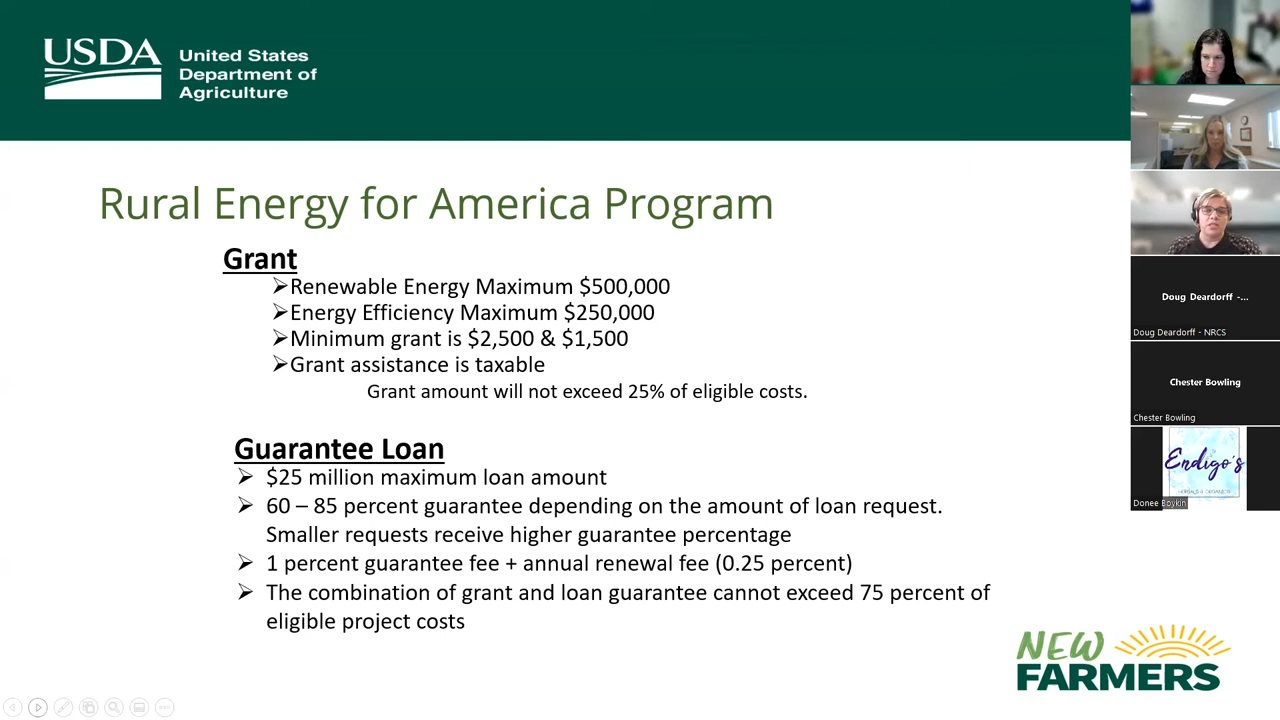 USDA
United States
Department of
Agriculture
Rural Energy for America Program
Grant
➢Renewable Energy Maximum $500,000
➢Energy Efficiency Maximum $250,000
➢Minimum grant is $2,500 & $1,500
➢Grant assistance is taxable
Grant amount will not exceed 25% of eligible costs.
Guarantee Loan
➢ $25 million maximum loan amount
➢ 60 – 85 percent guarantee depending on the amount of loan request.
Smaller requests receive higher guarantee percentage
➢ 1 percent guarantee fee + annual renewal fee (0.25 percent)
➢ The combination of grant and loan guarantee cannot exceed 75 percent of
eligible project costs
NEW
FARMERS
Doug Deardorff -...
Doug Deardorff - NRCS
Chester Bowling
Chester Bowling
Endigo's
Donee Boykin